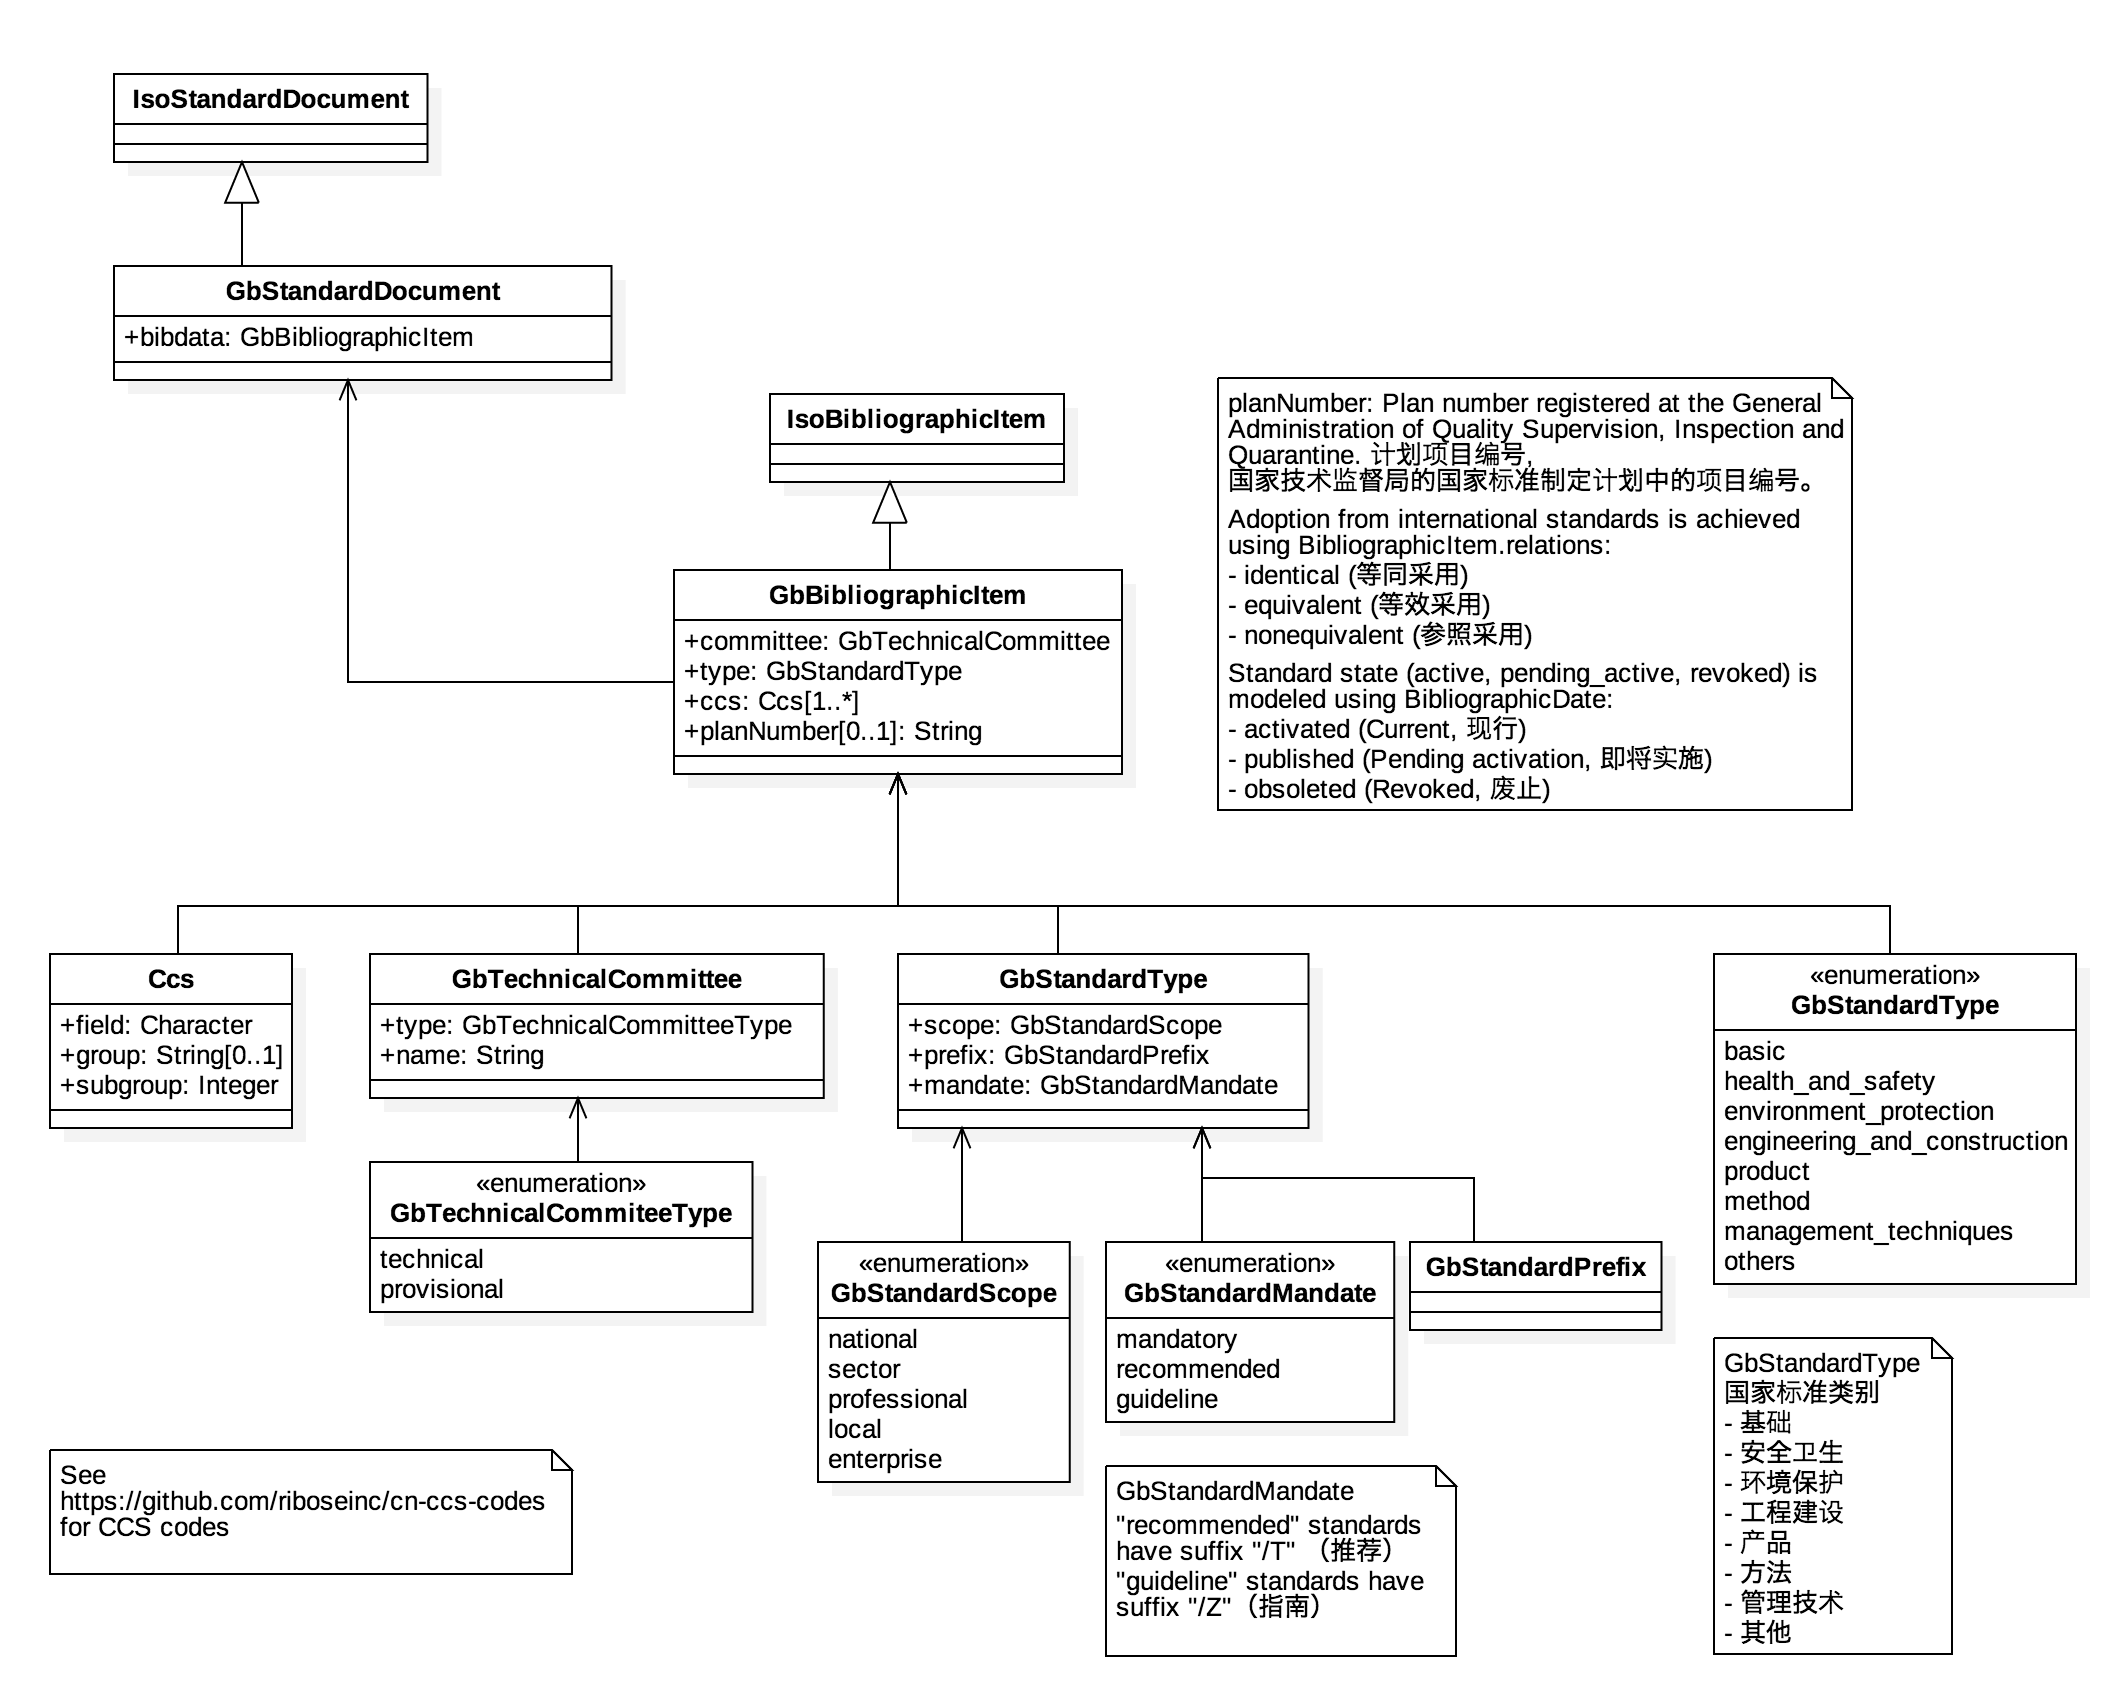 IsoStandardDocument
GbStandardDocument
+bibdata: GbBibliographicItem
IsoBibliographicItem
GbBibliographicItem
+committee: GbTechnicalCommittee
+type: GbStandardType
+ccs: Ccs[1..*]
+planNumber[0..1]: String
planNumber: Plan number registered at the General
Administration of Quality Supervision, Inspection and
Quarantine. 计划项目编号,
国家技术监督局的国家标准制定计划中的项目编号。
Adoption from international standards is achieved
using BibliographicItem.relations:
- identical (等同采用)
- equivalent (等效采用)
- nonequivalent (参照采用)
Standard state (active, pending_active, revoked) is
modeled using BibliographicDate:
- activated (Current, 现行)
- published (Pending activation, 即将实施)
- obsoleted (Revoked, 废止)
Ccs
+field: Character
+group: String[0..1]
+subgroup: Integer
GbTechnicalCommittee
+type: GbTechnicalCommitteeType
+name: String
«enumeration»
GbTechnicalCommiteeType
technical
provisional
GbStandardType
+scope: GbStandardScope
+prefix: GbStandardPrefix
+mandate: GbStandardMandate
«enumeration»
GbStandardScope
national
sector
professional
local
enterprise
«enumeration»
GbStandardMandate
mandatory
recommended
guideline
GbStandardPrefix
«enumeration»
GbStandardType
basic
health_and_safety
environment_protection
engineering_and_construction
product
method
management_techniques
others
See
https://github.com/riboseinc/cn-ccs-codes
for CCS codes
GbStandardMandate
"recommended" standards
have suffix "/T" （推荐）
"guideline" standards have
suffix "/Z"（指南）
GbStandardType
国家标准类别
- 基础
- 安全卫生
- 环境保护
- 工程建设
- 产品
- 方法
- 管理技术
- 其他